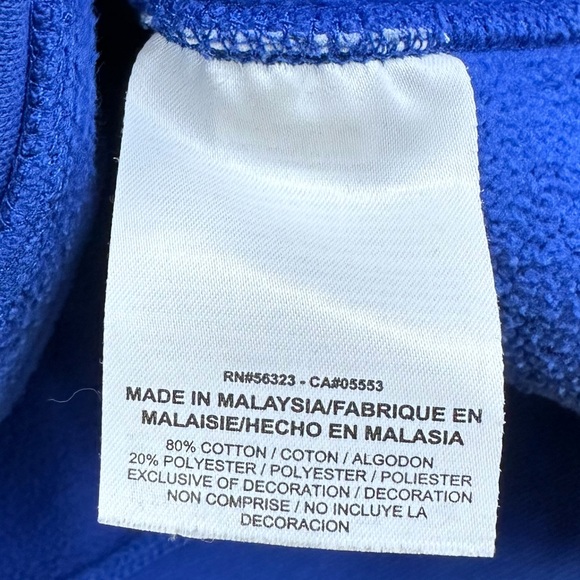 RN#56323 - CA#05553
MADE IN MALAYSIA/FABRIQUE EN
MALAISIE/HECHO EN MALASIA
80% COTTON / COTON / ALGODON
20% POLYESTER / POLYESTER / POLIESTER
EXCLUSIVE OF DECORATION / DECORATION
NON COMPRISE / NO INCLUYE LA
DECORACION